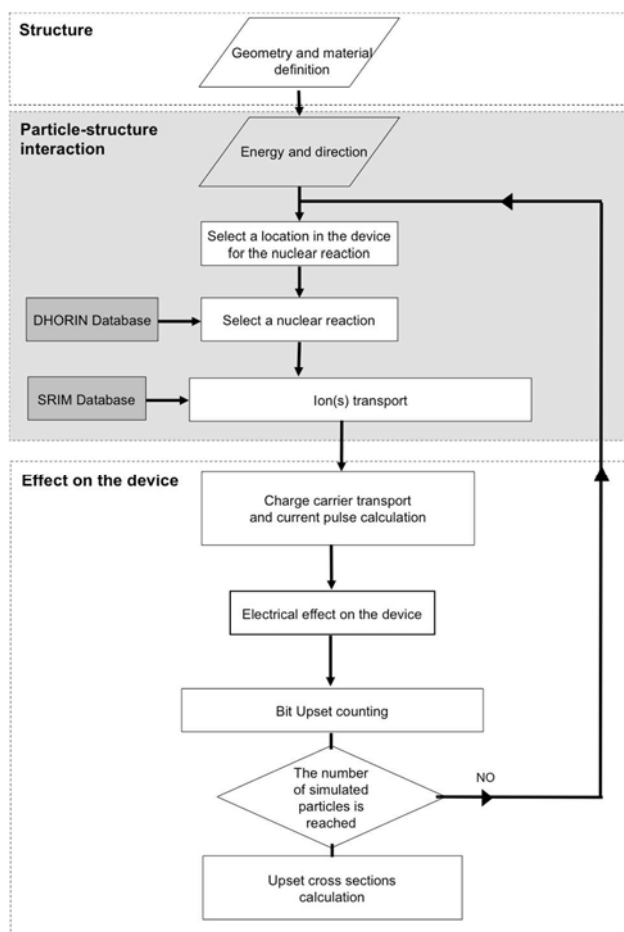 Structure
Geometry and material
definition
Particle-structure
interaction
Energy and direction
Select a location in the device
for the nuclear reaction
DHORIN Database
Select a nuclear reaction
SRIM Database
Ion(s) transport
Effect on the device
Charge carrier transport
and current pulse calculation
Electrical effect on the device
Bit Upset counting
The number
of simulated
particles is
reached
NO
Upset cross sections
calculation